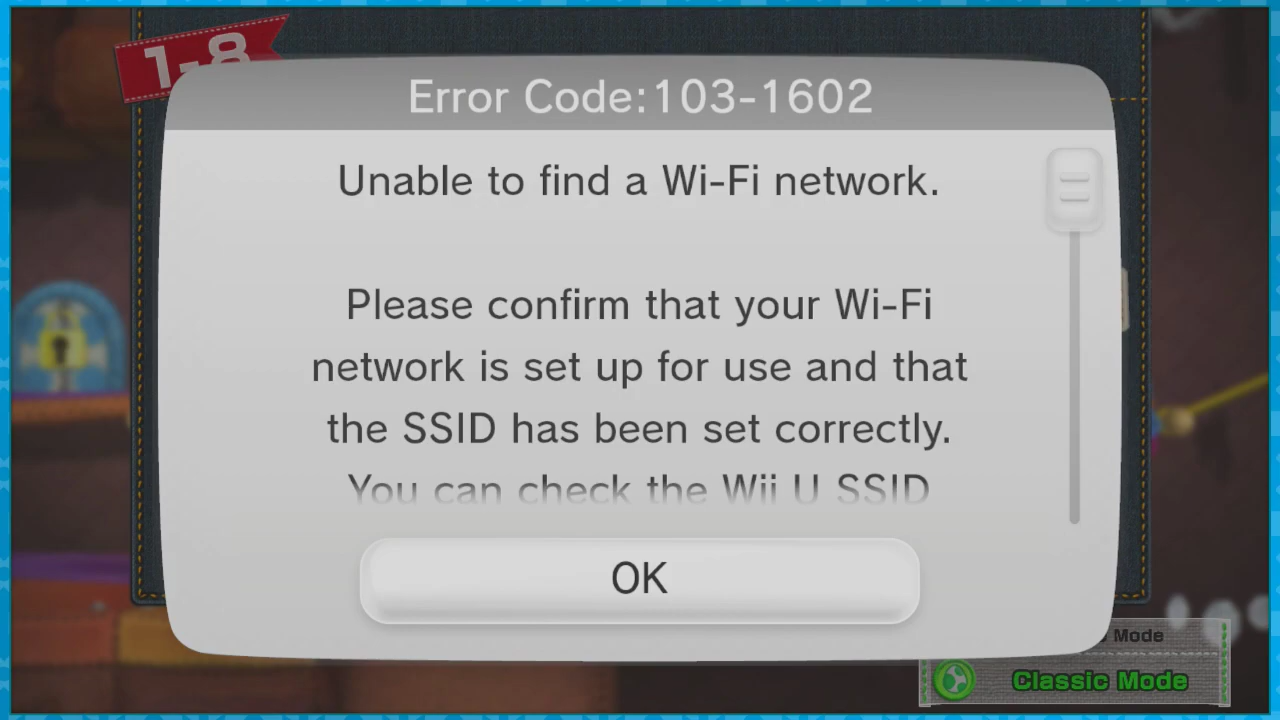 1-8
Error Code:103-1602
Unable to find a Wi-Fi network.
Please confirm that your Wi-Fi
network is set up for use and that
the SSID has been set correctly.
You can check the Wii U SSID
OK
Mode
Classic Mode